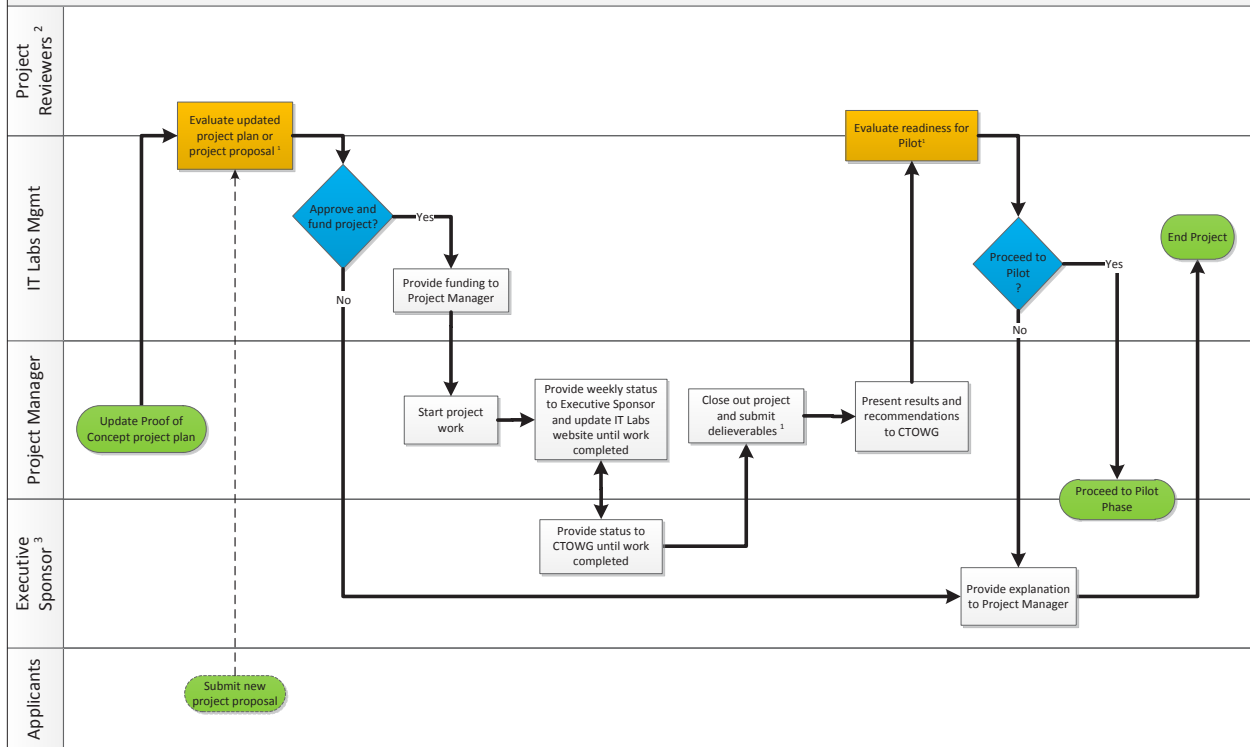 Project
Reviewers 2
Evaluate updated
project plan or
project proposal 1
Evaluate readiness for
Pilot1
IT Labs Mgmt
Approve and
fund project?
Yes
No
Provide funding to
Project Manager
Proceed to
Pilot
?
Yes
No
End Project
Project Manager
Update Proof of
Concept project plan
Start project
work
Provide weekly status
to Executive Sponsor
and update IT Labs
website until work
completed
Close out project
and submit
delieverables 1
Present results and
recommendations
to CTOWG
Proceed to Pilot
Phase
Executive
Sponsor 3
Provide status to
CTOWG until work
completed
Provide explanation
to Project Manager
Applicants
Submit new
project proposal